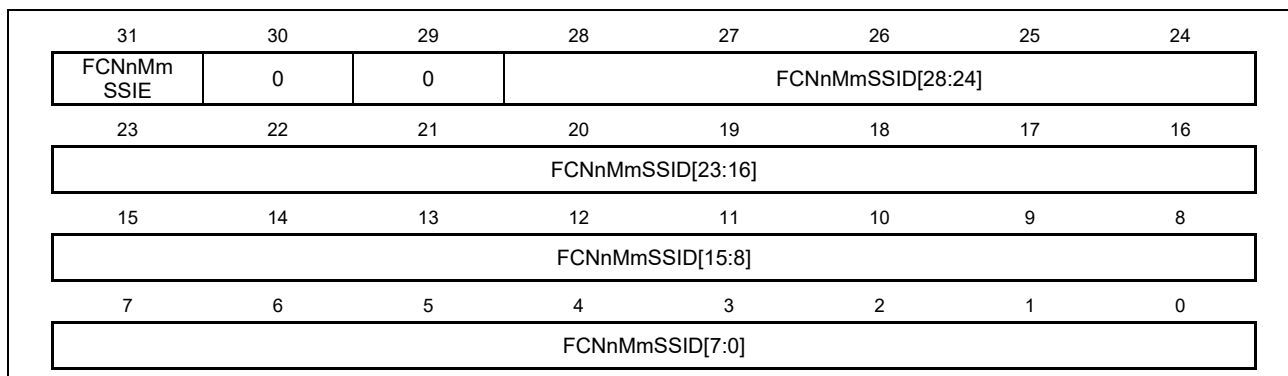 31 30 29 28 27 26 25 24
FCNnMm
SSIE 0 0 FCNnMmSSID[28:24]
23 22 21 20 19 18 17 16
FCNnMmSSID[23:16]
15 14 13 12 11 10 9 8
FCNnMmSSID[15:8]
7 6 5 4 3 2 1 0
FCNnMmSSID[7:0]